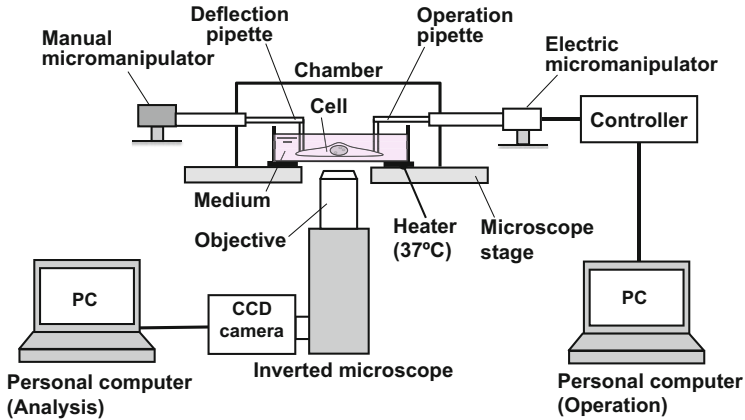 Deflection
pipette
Operation
pipette
Manual
micromanipulator
Electric
micromanipulator
Chamber
Cell
Controller
Medium
Objective
Heater
(37ºC)
Microscope
stage
PC
CCD
camera
PC
Inverted microscope
Personal computer
(Analysis)
Personal computer
(Operation)